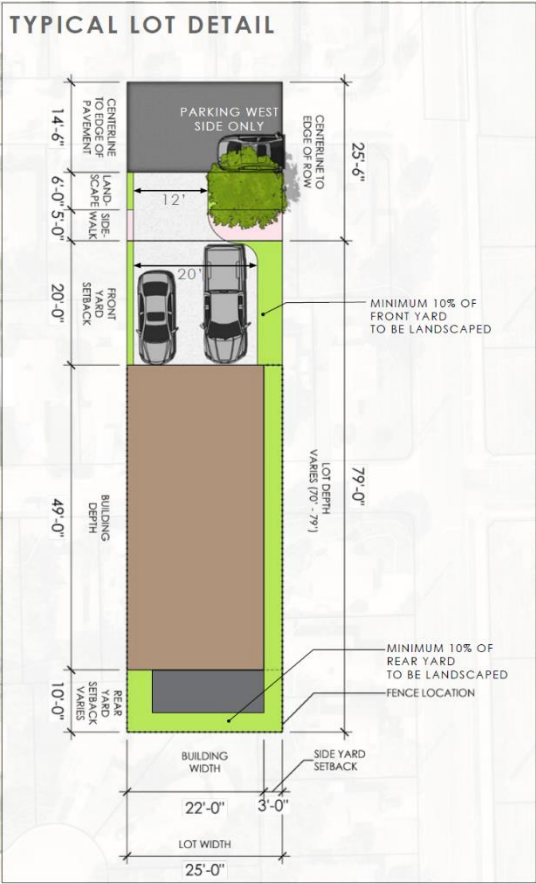 TYPICAL LOT DETAIL
PARKING WEST
SIDE ONLY
14'-6"
CENTERLINE
TO EDGE OF
PAVEMENT
CENTERLINE TO
EDGE OF ROW
25'-6"
6'-0"
LAND-
SCAPE
12'
5'-0"
SIDE-
WALK
20'
20'-0"
FRONT
YARD
SETBACK
MINIMUM 10% OF
FRONT YARD
TO BE LANDSCAPED
49'-0"
BUILDING
DEPTH
LOT DEPTH
VARIES (70' - 79')
79'-0"
MINIMUM 10% OF
REAR YARD
TO BE LANDSCAPED
FENCE LOCATION
10'-0"
REAR
YARD
SETBACK
VARIES
BUILDING
WIDTH
SIDE YARD
SETBACK
22'-0"
3'-0"
LOT WIDTH
25'-0"